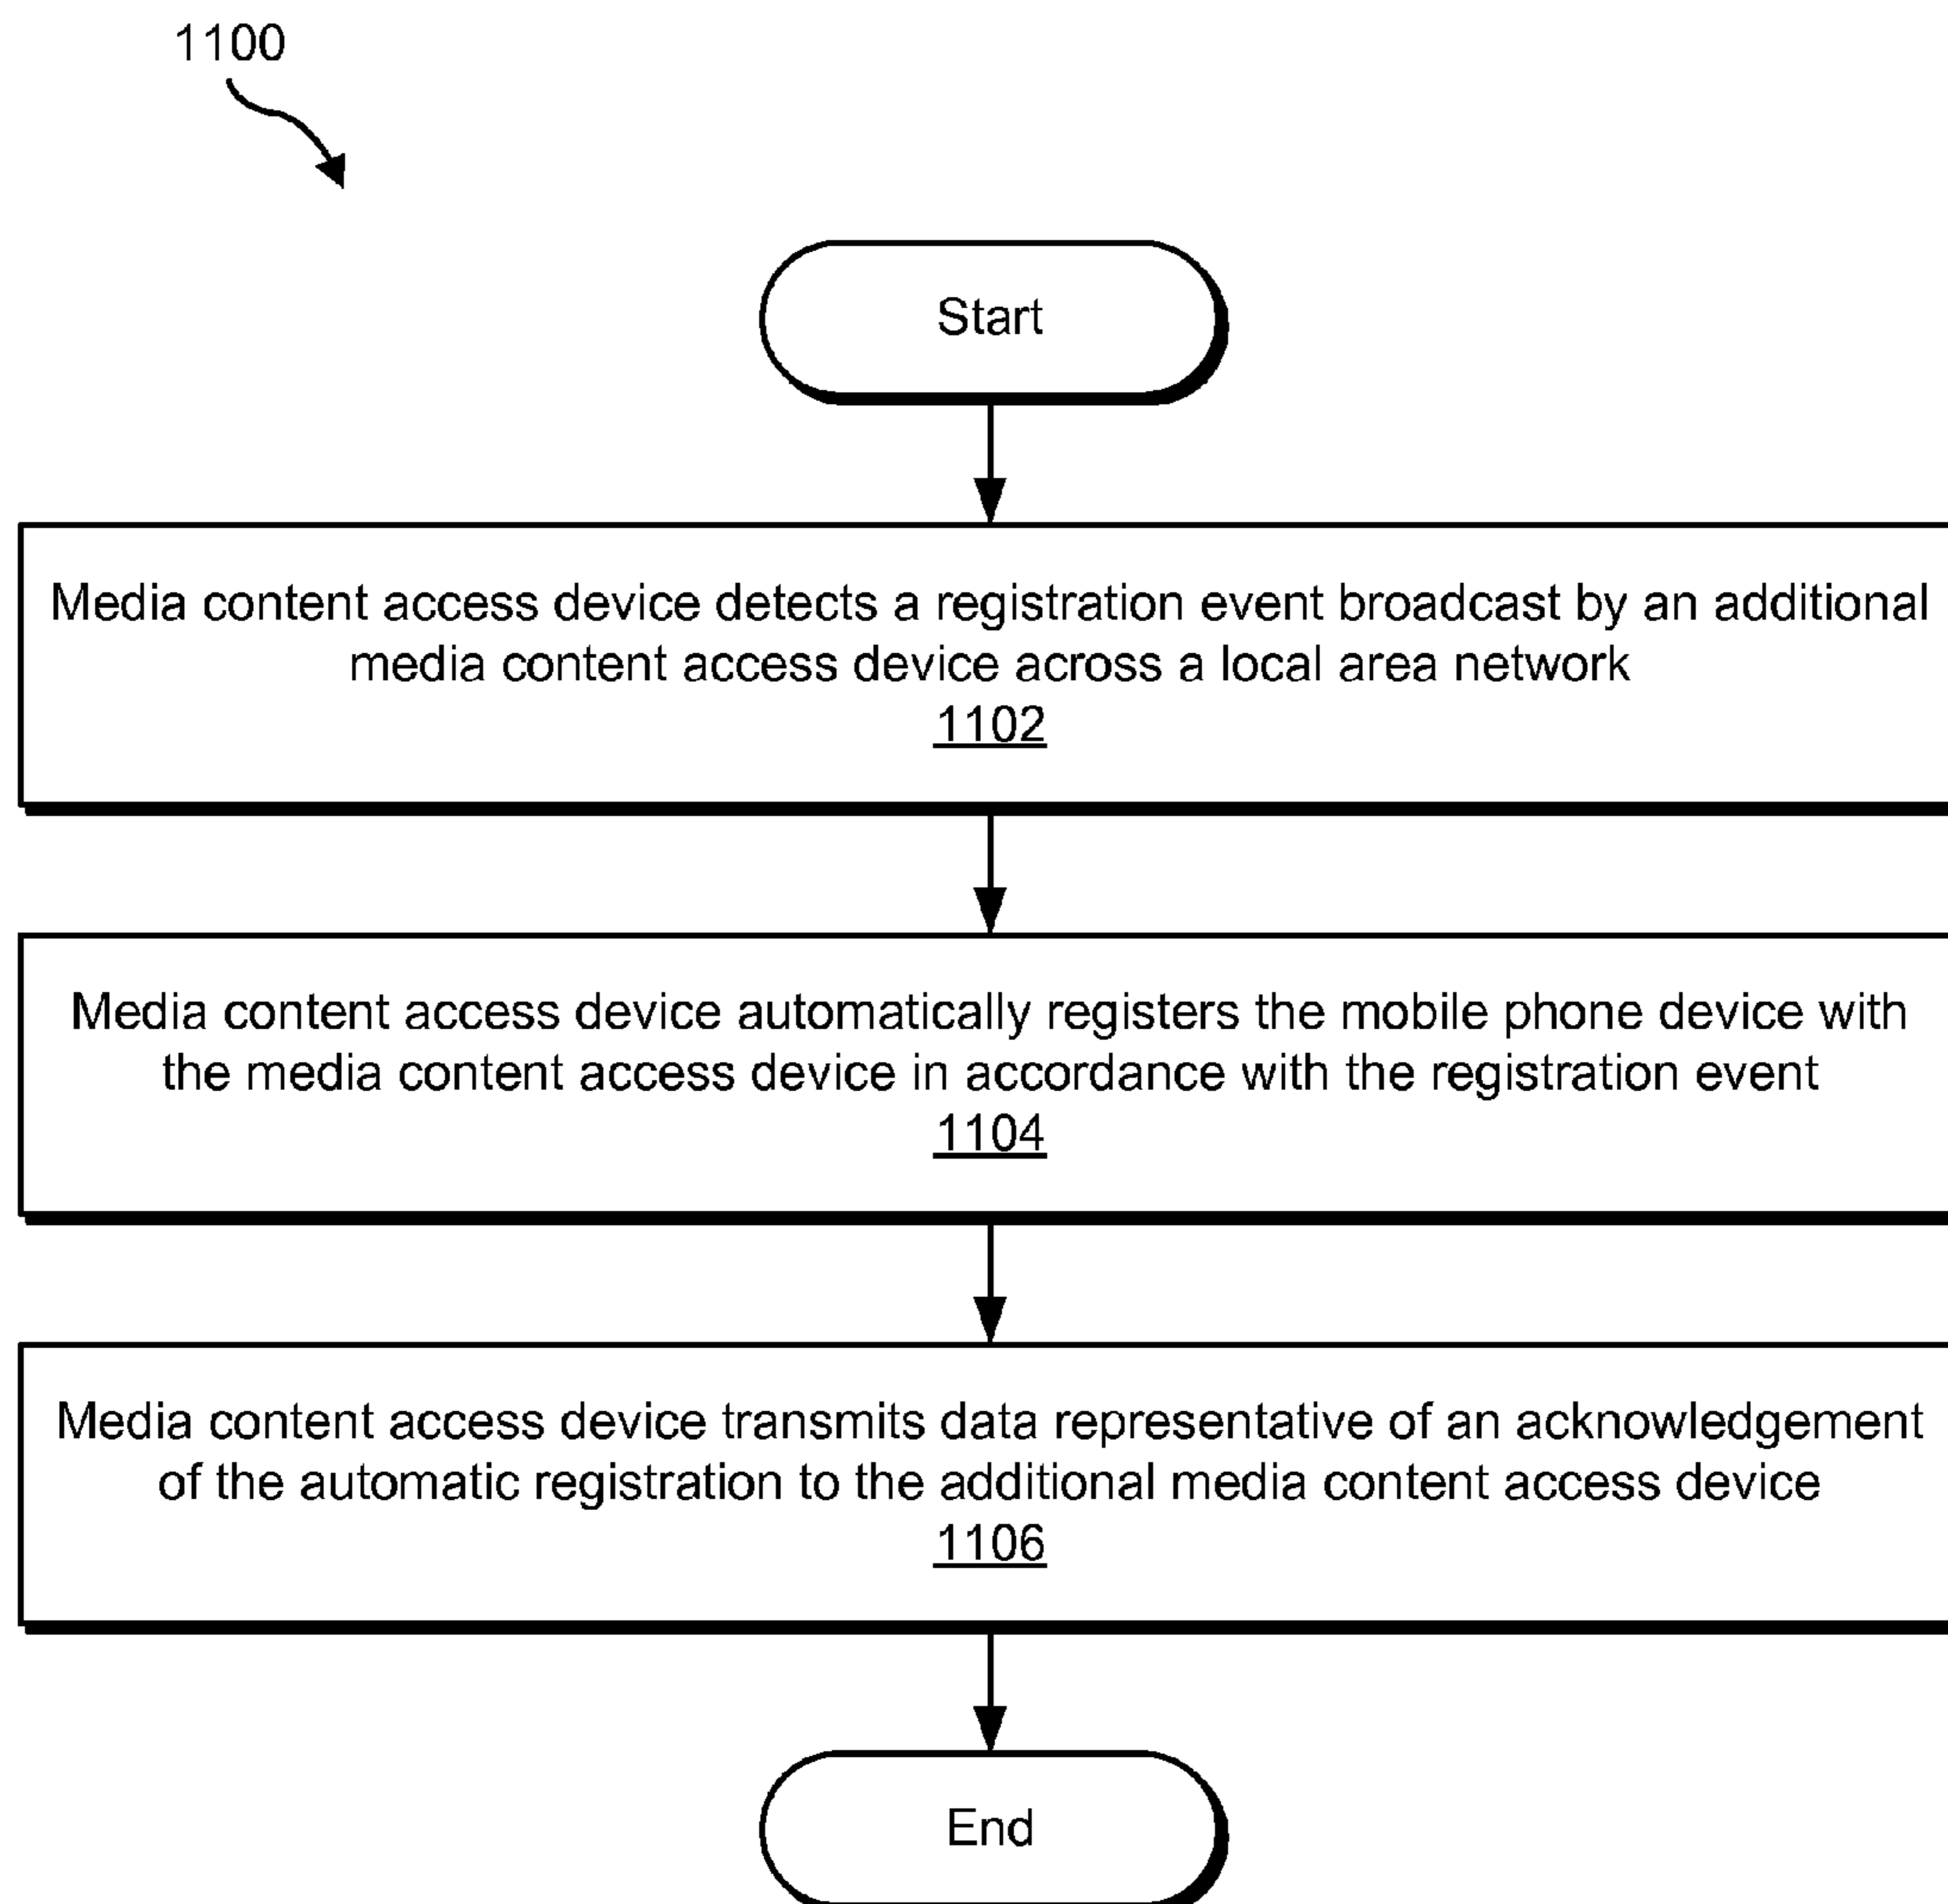 1100
Start
Media content access device detects a registration event broadcast by an additional
media content access device across a local area network
1102
Media content access device automatically registers the mobile phone device with
the media content access device in accordance with the registration event
1104
Media content access device transmits data representative of an acknowledgement
of the automatic registration to the additional media content access device
1106
End